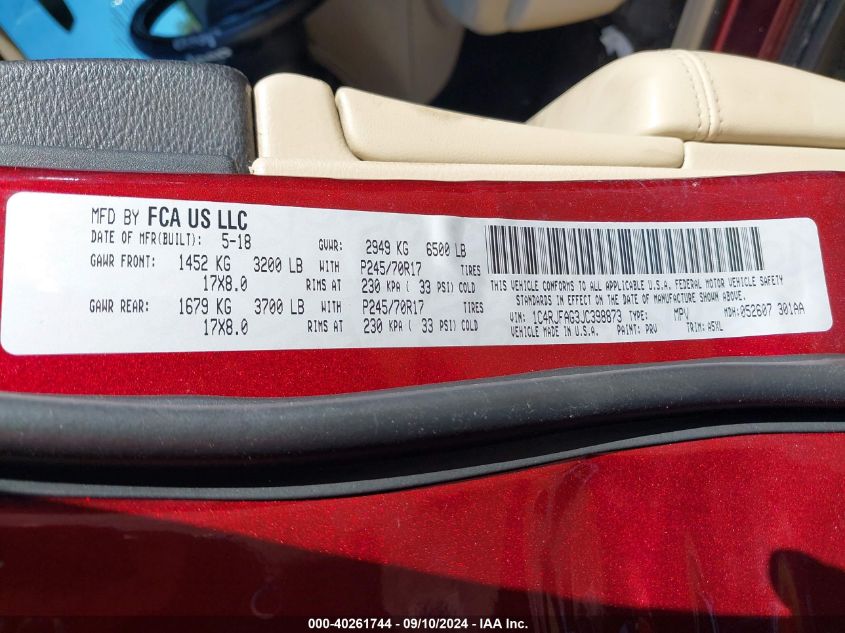 MFD BY FCA US LLC
DATE OF MFR(BUILT): 5-18 GVWR: 2949 KG 6500 LB
GAWR FRONT: 1452 KG 3200 LB WITH P245/70R17 TIRES
17X8.0 RIMS AT 230 KPA ( 33 PSI) COLD
GAWR REAR: 1679 KG 3700 LB WITH P245/70R17 TIRES
17X8.0 RIMS AT 230 KPA ( 33 PSI) COLD
THIS VEHICLE CONFORMS TO ALL APPLICABLE U.S.A. FEDERAL MOTOR VEHICLE SAFETY
STANDARDS IN EFFECT ON THE DATE OF MANUFACTURE SHOWN ABOVE.
VIN: 1C4RJFAG3JC398873 TYPE: MPV MDH: 052607 301AA
VEHICLE MADE IN U.S.A. PAINT: PRV TRIM: A5XL
000-40261744 — 09/10/2024 — IAA Inc.